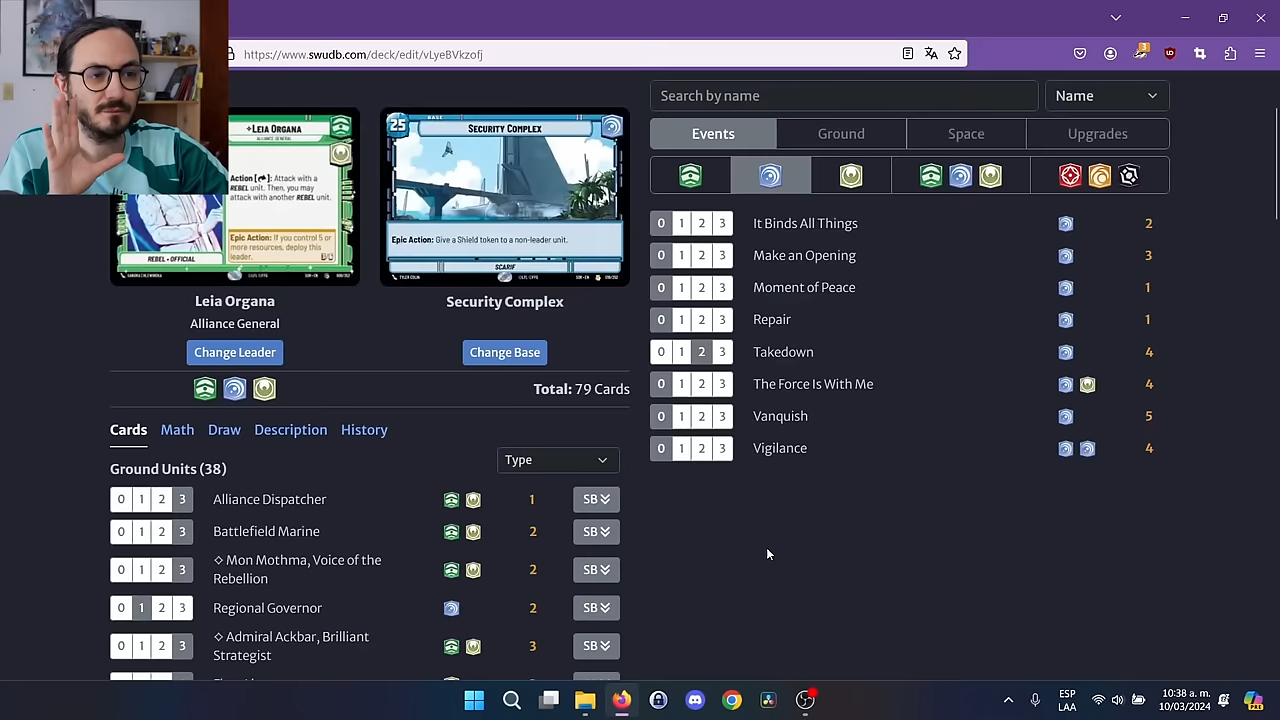 https://www.swudb.com/deck/edit/vLyeBVkzofj
LEIA ORGANA
ALLIANCE GENERAL
Action [ ]: Attack with a
REBEL unit. Then, you may
attack with another REBEL unit.
Epic Action: If you control 5 or
more resources, deploy this
leader.
REBEL • OFFICIAL
25
BASE
SECURITY COMPLEX
Epic Action: Give a Shield token to a non-leader unit.
SCARIF
Leia Organa
Alliance General
Change Leader
Security Complex
Change Base
Total: 79 Cards
Cards Math Draw Description History
Type
Ground Units (38)
0 1 2 3 Alliance Dispatcher 1 SB
0 1 2 3 Battlefield Marine 2 SB
0 1 2 3 Mon Mothma, Voice of the
Rebellion 2 SB
0 1 2 3 Regional Governor 2 SB
0 1 2 3 Admiral Ackbar, Brilliant
Strategist 3 SB
Search by name
Name
Events Ground S Upgrades
0 1 2 3 It Binds All Things 2
0 1 2 3 Make an Opening 3
0 1 2 3 Moment of Peace 1
0 1 2 3 Repair 1
0 1 2 3 Takedown 4
0 1 2 3 The Force Is With Me 4
0 1 2 3 Vanquish 5
0 1 2 3 Vigilance 4
ESP
LAA
10:38 a. m.
10/03/2024